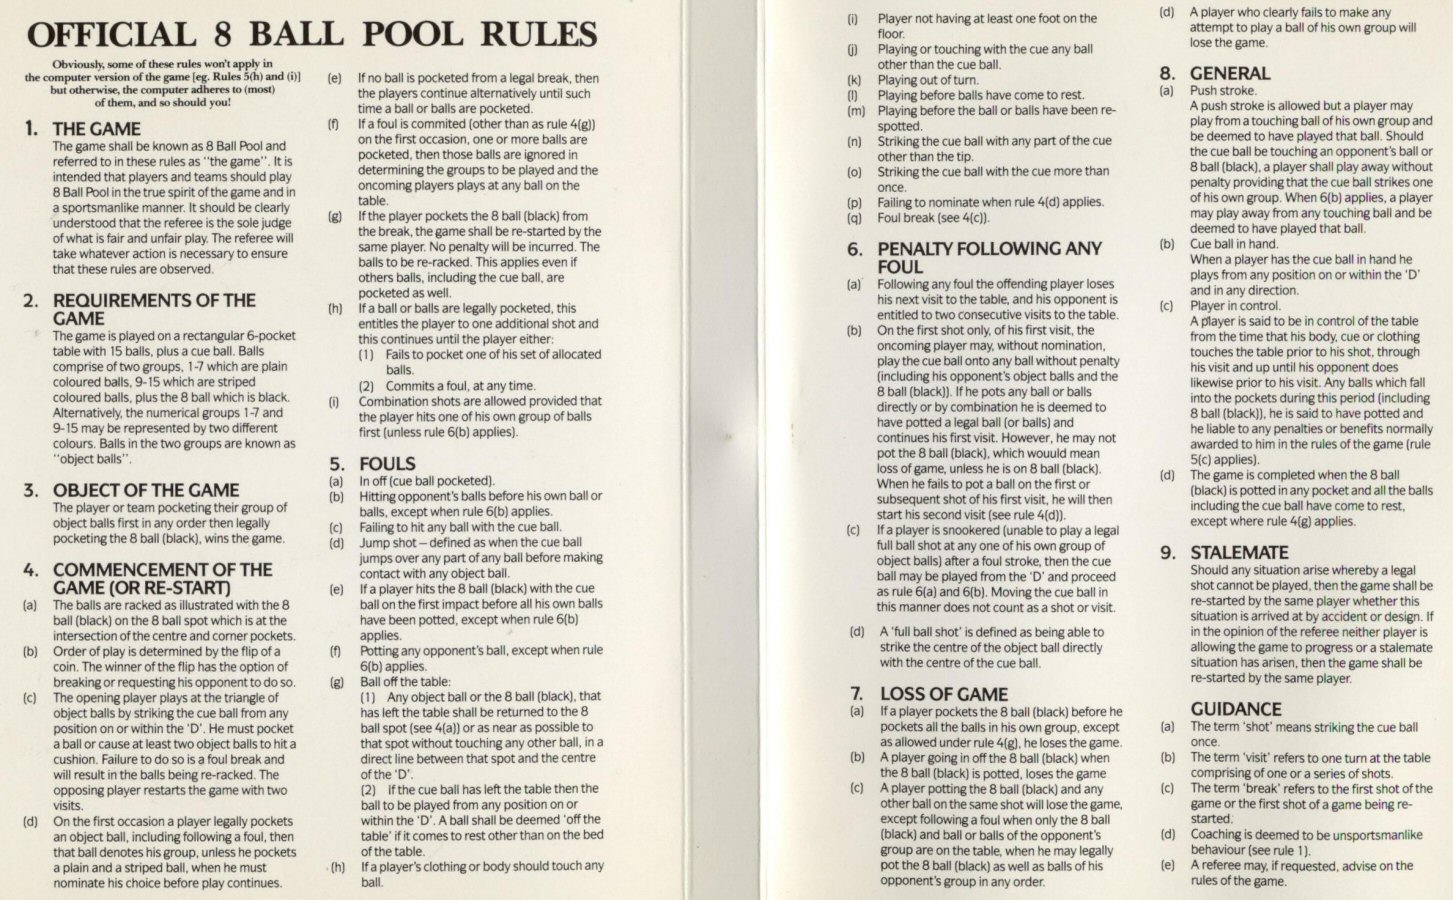 OFFICIAL 8 BALL POOL RULES
Obviously, some of these rules won't apply in
the computer version of the game [eg. Rules 5(h) and (i)]
but otherwise, the computer adheres to (most)
of them, and so should you!
1. THE GAME
The game shall be known as 8 Ball Pool and
referred to in these rules as "the game". It is
intended that players and teams should play
8 Ball Pool in the true spirit of the game and in
a sportsmanlike manner. It should be clearly
understood that the referee is the sole judge
of what is fair and unfair play. The referee will
take whatever action is necessary to ensure
that these rules are observed.
2. REQUIREMENTS OF THE
GAME
The game is played on a rectangular 6-pocket
table with 15 balls, plus a cue ball. Balls
comprise of two groups, 1-7 which are plain
coloured balls, 9-15 which are striped
coloured balls, plus the 8 ball which is black.
Alternatively, the numerical groups 1-7 and
9-15 may be represented by two different
colours. Balls in the two groups are known as
"object balls".
3. OBJECT OF THE GAME
The player or team pocketing their group of
object balls first in any order then legally
pocketing the 8 ball (black), wins the game.
4. COMMENCEMENT OF THE
GAME (OR RE-START)
(a) The balls are racked as illustrated with the 8
ball (black) on the 8 ball spot which is at the
intersection of the centre and corner pockets.
(b) Order of play is determined by the flip of a
coin. The winner of the flip has the option of
breaking or requesting his opponent to do so.
(c) The opening player plays at the triangle of
object balls by striking the cue ball from any
position on or within the 'D'. He must pocket
a ball or cause at least two object balls to hit a
cushion. Failure to do so is a foul break and
will result in the balls being re-racked. The
opposing player restarts the game with two
visits.
(d) On the first occasion a player legally pockets
an object ball, including following a foul, then
that ball denotes his group, unless he pockets
a plain and a striped ball, when he must
nominate his choice before play continues.
(e) If no ball is pocketed from a legal break, then
the players continue alternatively until such
time a ball or balls are pocketed.
(f) If a foul is commited (other than as rule 4(g))
on the first occasion, one or more balls are
pocketed, then those balls are ignored in
determining the groups to be played and the
oncoming players plays at any ball on the
table.
(g) If the player pockets the 8 ball (black) from
the break, the game shall be re-started by the
same player. No penalty will be incurred. The
balls to be re-racked. This applies even if
others balls, including the cue ball, are
pocketed as well.
(h) If a ball or balls are legally pocketed, this
entitles the player to one additional shot and
this continues until the player either:
(1) Fails to pocket one of his set of allocated
balls.
(2) Commits a foul, at any time.
(i) Combination shots are allowed provided that
the player hits one of his own group of balls
first (unless rule 6(b) applies).
5. FOULS
(a) In off (cue ball pocketed).
(b) Hitting opponent's balls before his own ball or
balls, except when rule 6(b) applies.
(c) Failing to hit any ball with the cue ball.
(d) Jump shot – defined as when the cue ball
jumps over any part of any ball before making
contact with any object ball.
(e) If a player hits the 8 ball (black) with the cue
ball on the first impact before all his own balls
have been potted, except when rule 6(b)
applies.
(f) Potting any opponent's ball, except when rule
6(b) applies.
(g) Ball off the table:
(1) Any object ball or the 8 ball (black), that
has left the table shall be returned to the 8
ball spot (see 4(a)) or as near as possible to
that spot without touching any other ball, in a
direct line between that spot and the centre
of the 'D'.
(2) if the cue ball has left the table then the
ball to be played from any position on or
within the 'D'. A ball shall be deemed 'off the
table' if it comes to rest other than on the bed
of the table.
(h) If a player's clothing or body should touch any
ball.
(i) Player not having at least one foot on the
floor.
(j) Playing or touching with the cue any ball
other than the cue ball.
(k) Playing out of turn.
(l) Playing before balls have come to rest.
(m) Playing before the ball or balls have been re-
spotted.
(n) Striking the cue ball with any part of the cue
other than the tip.
(o) Striking the cue ball with the cue more than
once.
(p) Failing to nominate when rule 4(d) applies.
(q) Foul break (see 4(c)).
6. PENALTY FOLLOWING ANY
FOUL
(a) Following any foul the offending player loses
his next visit to the table, and his opponent is
entitled to two consecutive visits to the table.
(b) On the first shot only, of his first visit, the
oncoming player may, without nomination,
play the cue ball onto any ball without penalty
(including his opponent's object balls and the
8 ball (black)). If he pots any ball or balls
directly or by combination he is deemed to
have potted a legal ball (or balls) and
continues his first visit. However, he may not
pot the 8 ball (black), which wouuld mean
loss of game, unless he is on 8 ball (black).
When he fails to pot a ball on the first or
subsequent shot of his first visit, he will then
start his second visit (see rule 4(d)).
(c) If a player is snookered (unable to play a legal
full ball shot at any one of his own group of
object balls) after a foul stroke, then the cue
ball may be played from the 'D' and proceed
as rule 6(a) and 6(b). Moving the cue ball in
this manner does not count as a shot or visit.
(d) A 'full ball shot' is defined as being able to
strike the centre of the object ball directly
with the centre of the cue ball.
7. LOSS OF GAME
(a) If a player pockets the 8 ball (black) before he
pockets all the balls in his own group, except
as allowed under rule 4(g), he loses the game.
(b) A player going in off the 8 ball (black) when
the 8 ball (black) is potted, loses the game
(c) A player potting the 8 ball (black) and any
other ball on the same shot will lose the game,
except following a foul when only the 8 ball
(black) and ball or balls of the opponent's
group are on the table, when he may legally
pot the 8 ball (black) as well as balls of his
opponent's group in any order.
(d) A player who clearly fails to make any
attempt to play a ball of his own group will
lose the game.
8. GENERAL
(a) Push stroke.
A push stroke is allowed but a player may
play from a touching ball of his own group and
be deemed to have played that ball. Should
the cue ball be touching an opponent's ball or
8 ball (black), a player shall play away without
penalty providing that the cue ball strikes one
of his own group. When 6(b) applies, a player
may play away from any touching ball and be
deemed to have played that ball.
(b) Cue ball in hand.
When a player has the cue ball in hand he
plays from any position on or within the 'D'
and in any direction.
(c) Player in control.
A player is said to be in control of the table
from the time that his body, cue or clothing
touches the table prior to his shot, through
his visit and up until his opponent does
likewise prior to his visit. Any balls which fall
into the pockets during this period (including
8 ball (black)), he is said to have potted and
he liable to any penalties or benefits normally
awarded to him in the rules of the game (rule
5(c) applies).
(d) The game is completed when the 8 ball
(black) is potted in any pocket and all the balls
including the cue ball have come to rest,
except where rule 4(g) applies.
9. STALEMATE
Should any situation arise whereby a legal
shot cannot be played, then the game shall be
re-started by the same player whether this
situation is arrived at by accident or design. If
in the opinion of the referee neither player is
allowing the game to progress or a stalemate
situation has arisen, then the game shall be
re-started by the same player.
GUIDANCE
(a) The term 'shot' means striking the cue ball
once.
(b) The term 'visit' refers to one turn at the table
comprising of one or a series of shots.
(c) The term 'break' refers to the first shot of the
game or the first shot of a game being re-
started.
(d) Coaching is deemed to be unsportsmanlike
behaviour (see rule 1).
(e) A referee may, if requested, advise on the
rules of the game.